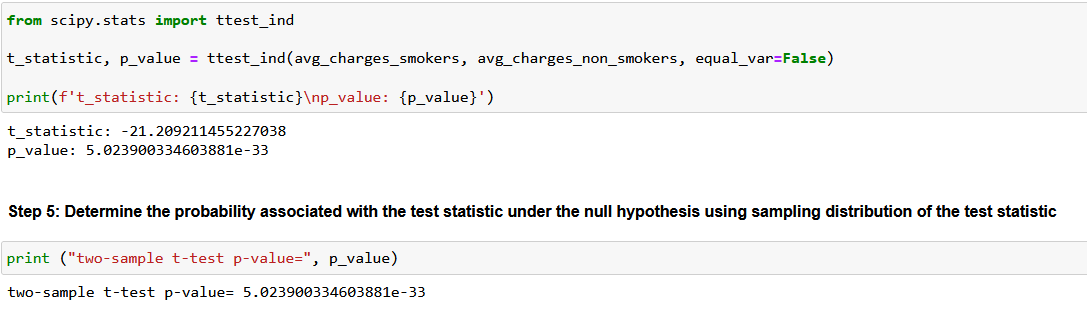 from scipy.stats import ttest_ind
t_statistic, p_value = ttest_ind(avg_charges_smokers, avg_charges_non_smokers, equal_var=False)
print(f't_statistic: {t_statistic}\np_value: {p_value}')
t_statistic: -21.209211455227038
p_value: 5.023900334603881e-33
Step 5: Determine the probability associated with the test statistic under the null hypothesis using sampling distribution of the test statistic
print ("two-sample t-test p-value=", p_value)
two-sample t-test p-value= 5.023900334603881e-33